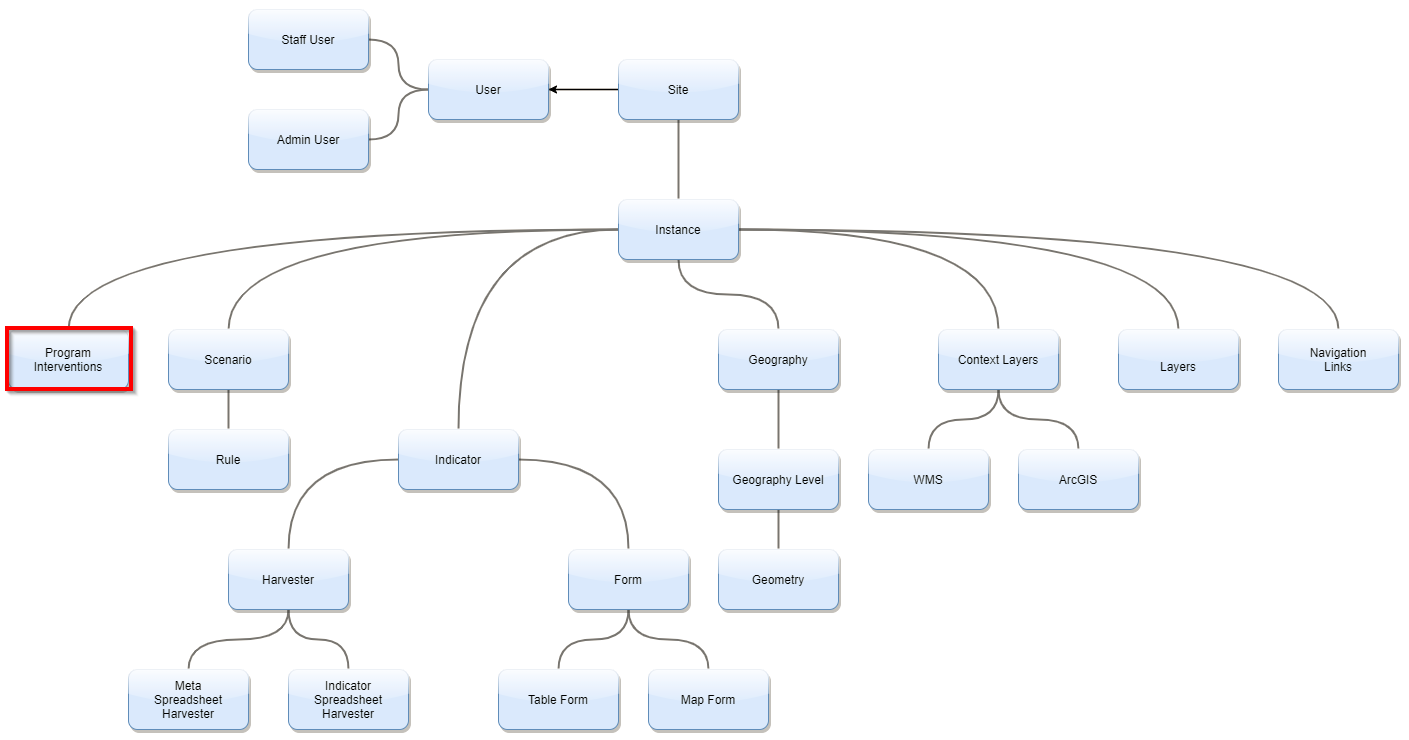 Staff User
User
Site
Admin User
Instance
Program
Interventions
Scenario
Geography
Context Layers
Layers
Navigation
Links
Rule
Indicator
Geography Level
WMS
ArcGIS
Harvester
Form
Geometry
Meta
Spreadsheet
Harvester
Indicator
Spreadsheet
Harvester
Table Form
Map Form